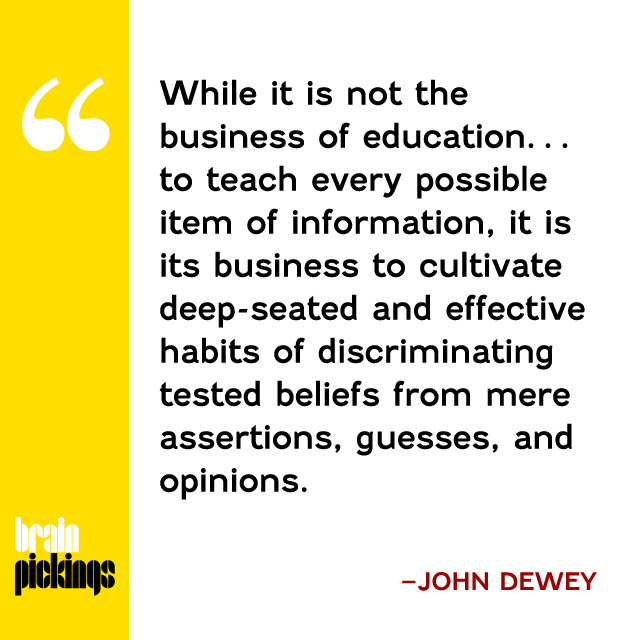 “
While it is not the
business of education...
to teach every possible
item of information, it is
its business to cultivate
deep-seated and effective
habits of discriminating
tested beliefs from mere
assertions, guesses, and
opinions.
brain
pickings
–JOHN DEWEY